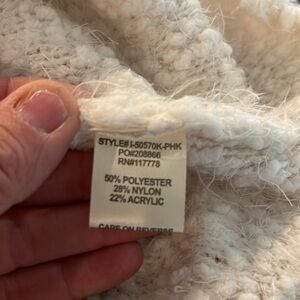 STYLE# I-50570K-PHK
PO#208866
RN#117778
50% POLYESTER
28% NYLON
22% ACRYLIC
CARE ON REVERSE